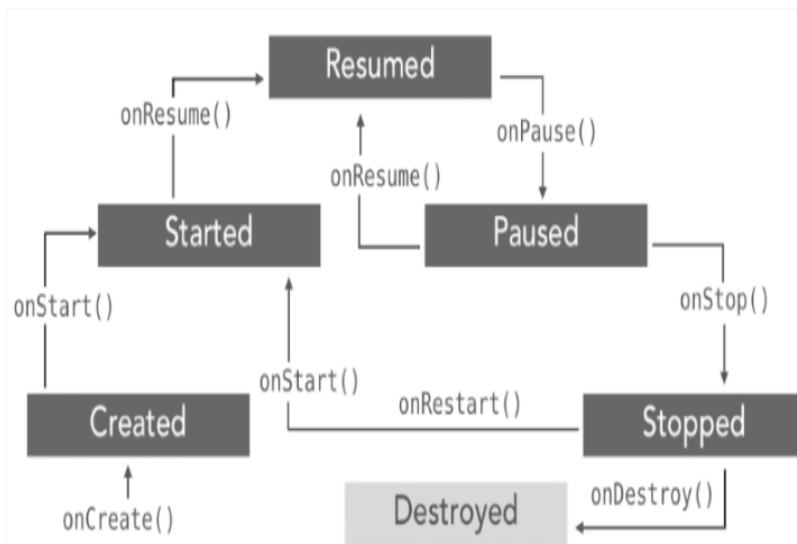 Resumed
onResume()
onPause()
onResume()
Started
Paused
onStart()
onStop()
onStart()
onRestart()
Created
Stopped
onDestroy()
Destroyed
onCreate()